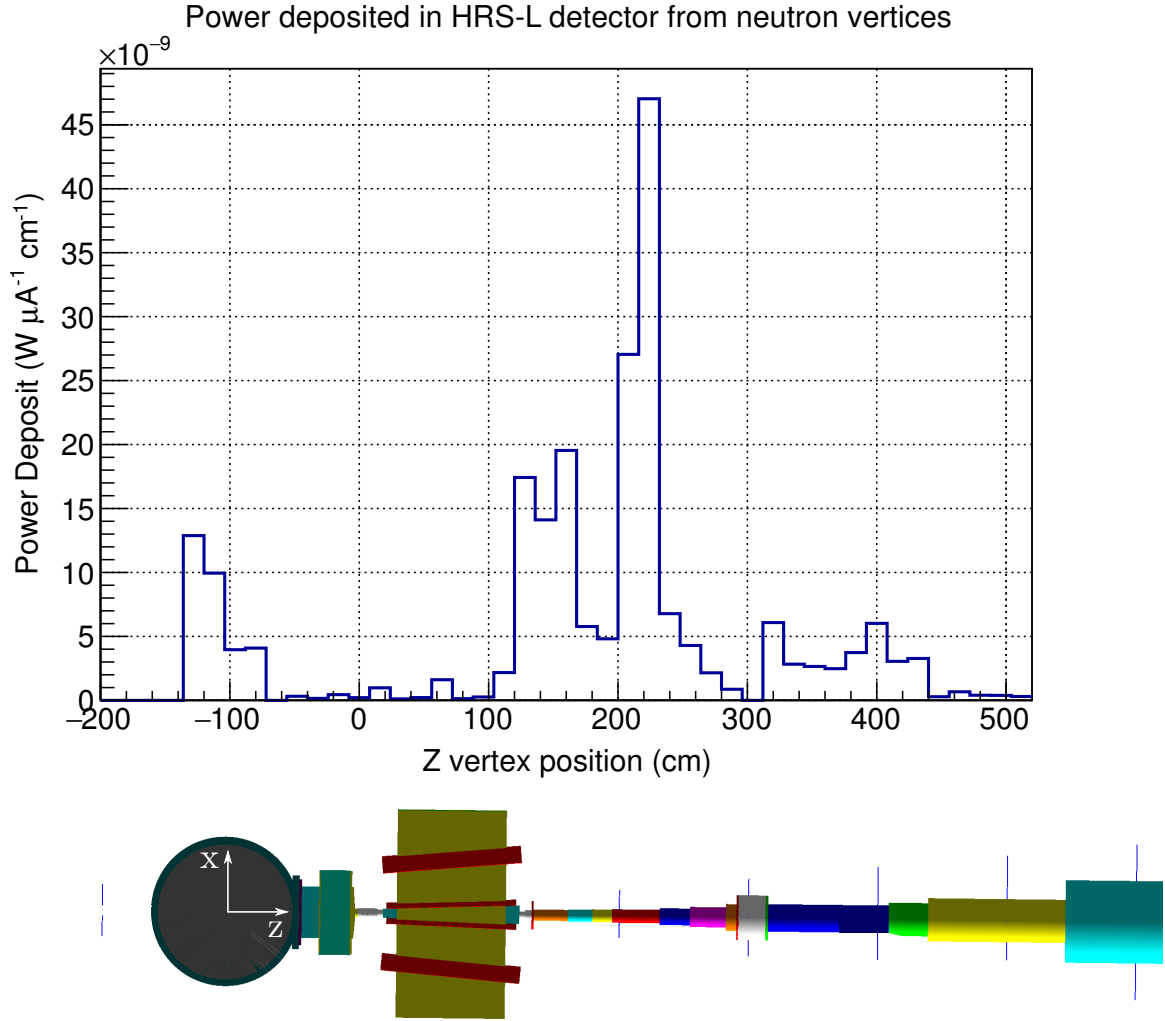 Power deposited in HRS-L detector from neutron vertices
×10⁻⁹
45
40
35
30
25
20
15
10
5
0
Power Deposit (W μA⁻¹ cm⁻¹)
−200 −100 0 100 200 300 400 500
Z vertex position (cm)
X
Z